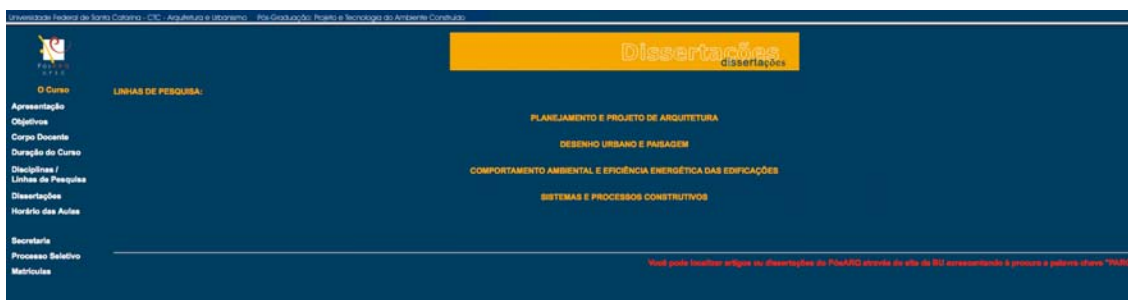 Universidade Federal de Santa Catarina - CTC - Arquitetura e Urbanismo Pós-Graduação: Projeto e Tecnologia do Ambiente Construído
Dissertações
dissertações
PósARQ
UFSC
O Curso
Apresentação
Objetivos
Corpo Docente
Duração do Curso
Disciplinas /
Linhas de Pesquisa
Dissertações
Horário das Aulas
Secretaria
Processo Seletivo
Matrículas
LINHAS DE PESQUISA:
PLANEJAMENTO E PROJETO DE ARQUITETURA
DESENHO URBANO E PAISAGEM
COMPORTAMENTO AMBIENTAL E EFICIÊNCIA ENERGÉTICA DAS EDIFICAÇÕES
SISTEMAS E PROCESSOS CONSTRUTIVOS
Você pode localizar artigos ou dissertações do PósARQ através do site da BU acrescentando à procura a palavra chave "PARQ